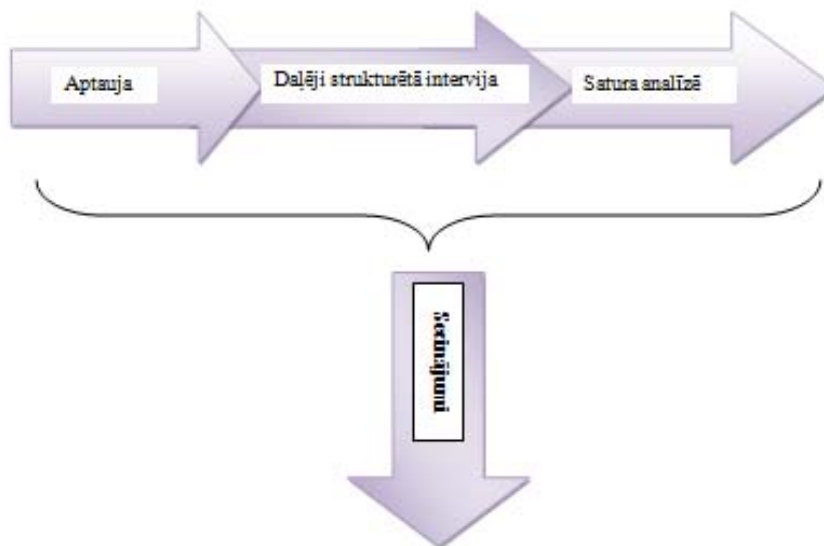 Aptauja
Daļēji strukturētā intervija
Satura analīzē
Secinājumi